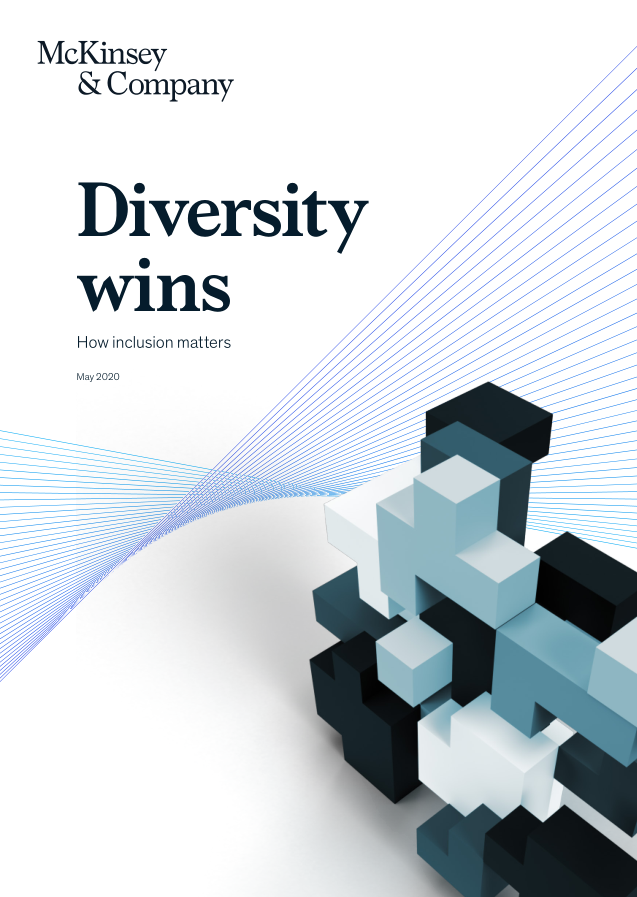 McKinsey
& Company
Diversity
wins
How inclusion matters
May 2020